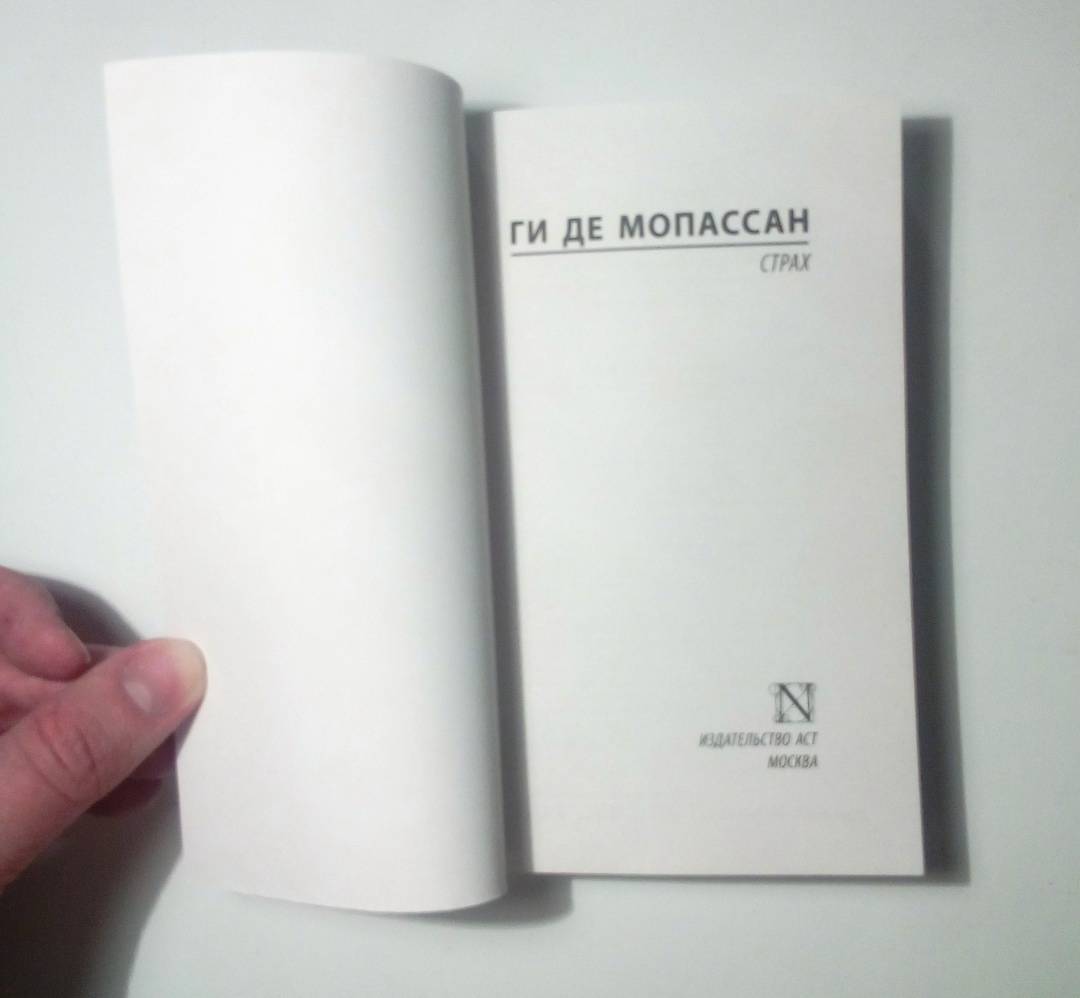 ГИ ДЕ МОПАССАН
СТРАХ
N
ИЗДАТЕЛЬСТВО АСТ
МОСКВА